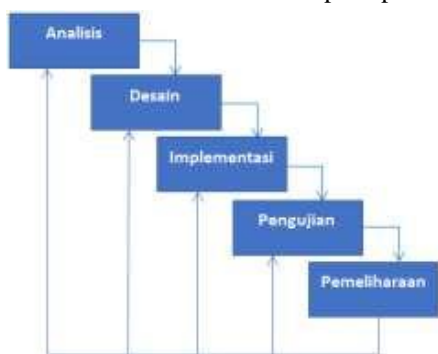 Analisis
Desain
Implementasi
Pengujian
Pemeliharaan